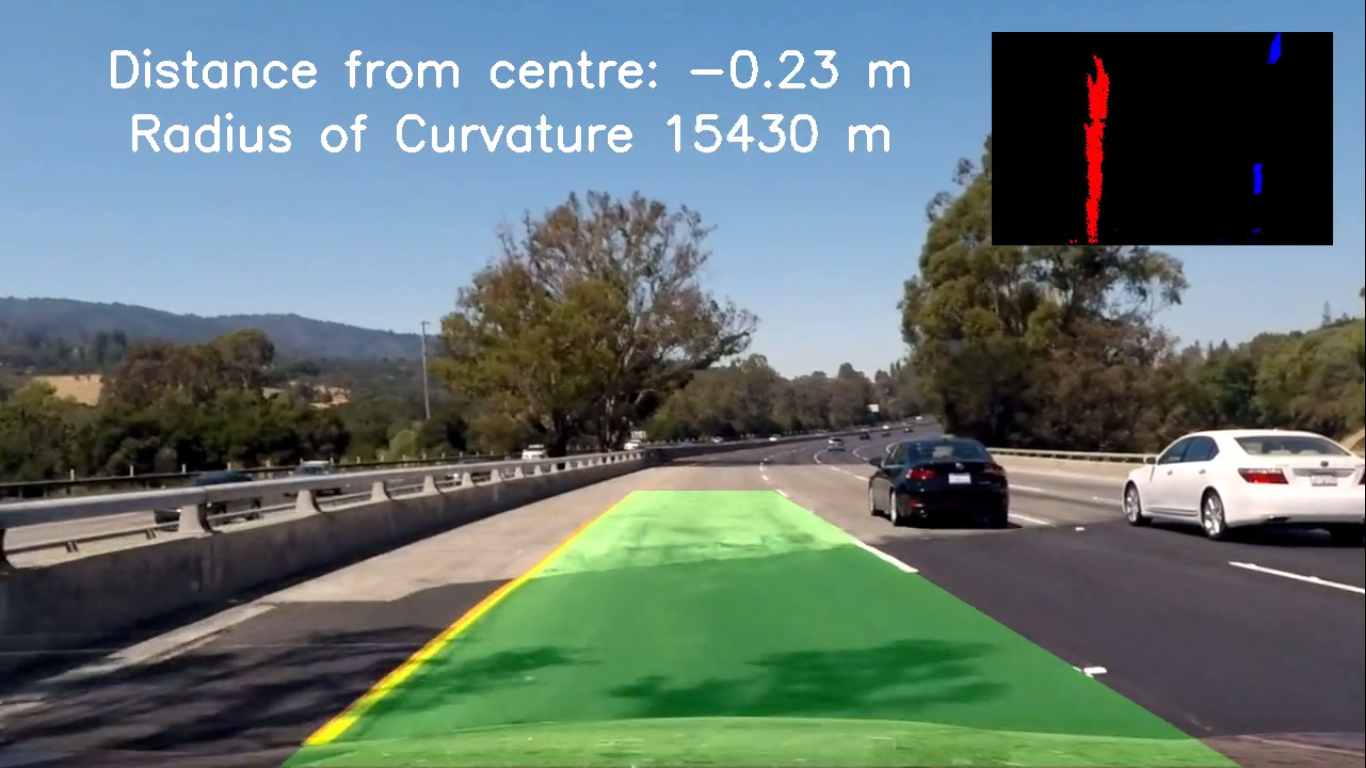 Distance from centre: −0.23 m
Radius of Curvature 15430 m